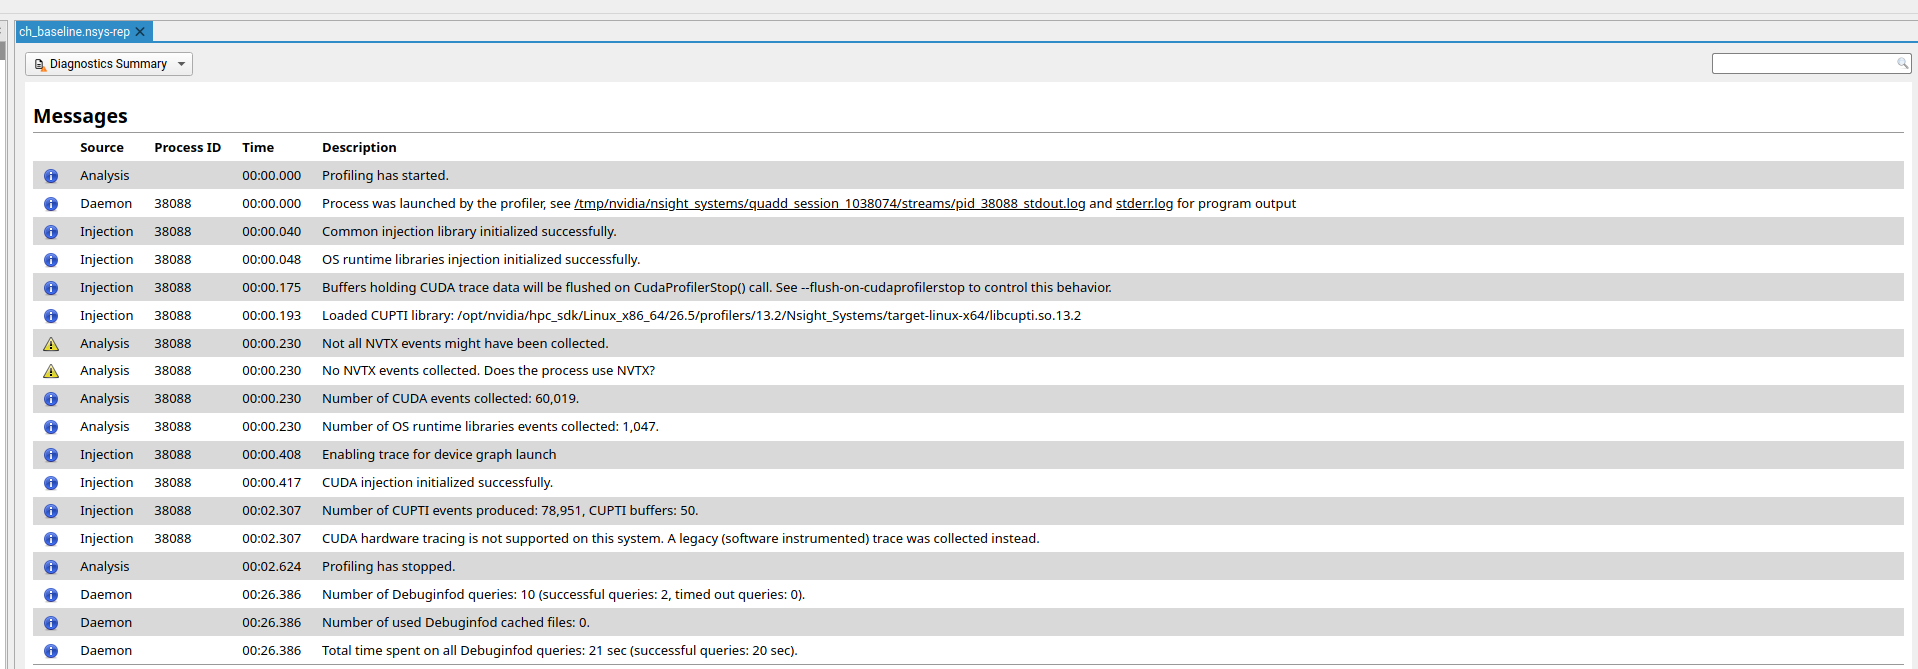 ch_baseline.nsys-rep
Diagnostics Summary
Messages
Source Process ID Time Description
Analysis 00:00.000 Profiling has started.
Daemon 38088 00:00.000 Process was launched by the profiler, see /tmp/nvidia/nsight_systems/quadd_session_1038074/streams/pid_38088_stdout.log and stderr.log for program output
Injection 38088 00:00.040 Common injection library initialized successfully.
Injection 38088 00:00.048 OS runtime libraries injection initialized successfully.
Injection 38088 00:00.175 Buffers holding CUDA trace data will be flushed on CudaProfilerStop() call. See --flush-on-cudaprofilerstop to control this behavior.
Injection 38088 00:00.193 Loaded CUPTI library: /opt/nvidia/hpc_sdk/Linux_x86_64/26.5/profilers/13.2/Nsight_Systems/target-linux-x64/libcupti.so.13.2
Analysis 38088 00:00.230 Not all NVTX events might have been collected.
Analysis 38088 00:00.230 No NVTX events collected. Does the process use NVTX?
Analysis 38088 00:00.230 Number of CUDA events collected: 60,019.
Analysis 38088 00:00.230 Number of OS runtime libraries events collected: 1,047.
Injection 38088 00:00.408 Enabling trace for device graph launch
Injection 38088 00:00.417 CUDA injection initialized successfully.
Injection 38088 00:02.307 Number of CUPTI events produced: 78,951, CUPTI buffers: 50.
Injection 38088 00:02.307 CUDA hardware tracing is not supported on this system. A legacy (software instrumented) trace was collected instead.
Analysis 00:02.624 Profiling has stopped.
Daemon 00:26.386 Number of Debuginfod queries: 10 (successful queries: 2, timed out queries: 0).
Daemon 00:26.386 Number of used Debuginfod cached files: 0.
Daemon 00:26.386 Total time spent on all Debuginfod queries: 21 sec (successful queries: 20 sec).